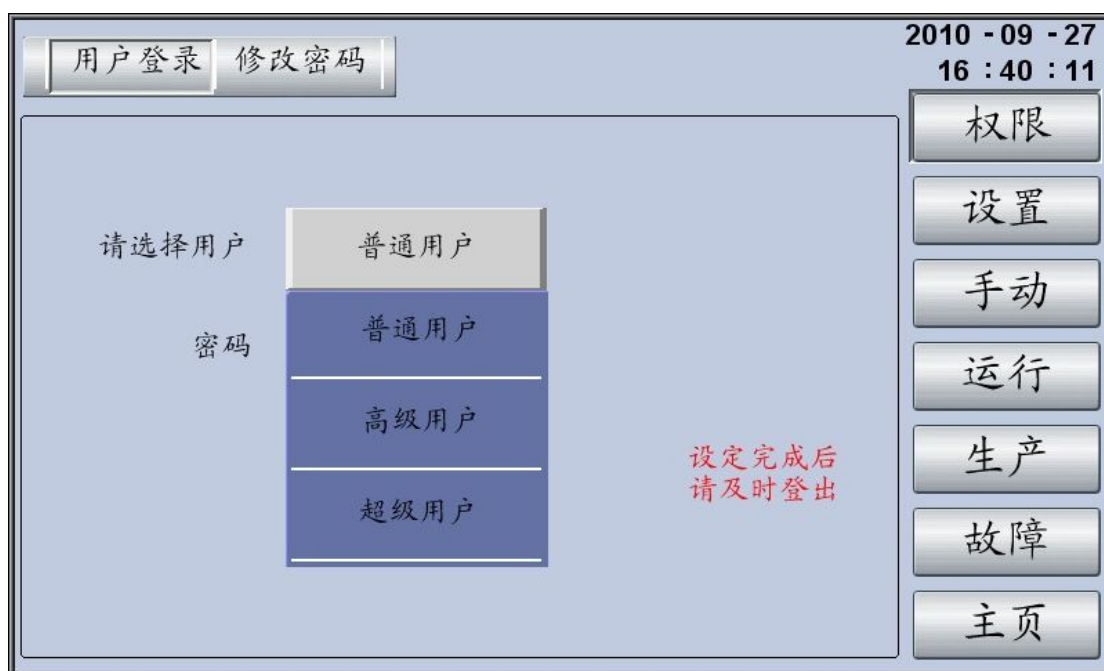 用户登录 修改密码
2010 - 09 - 27
16 : 40 : 11
权限
设置
手动
运行
生产
故障
主页
请选择用户 普通用户
密码
普通用户
高级用户
超级用户
设定完成后
请及时登出